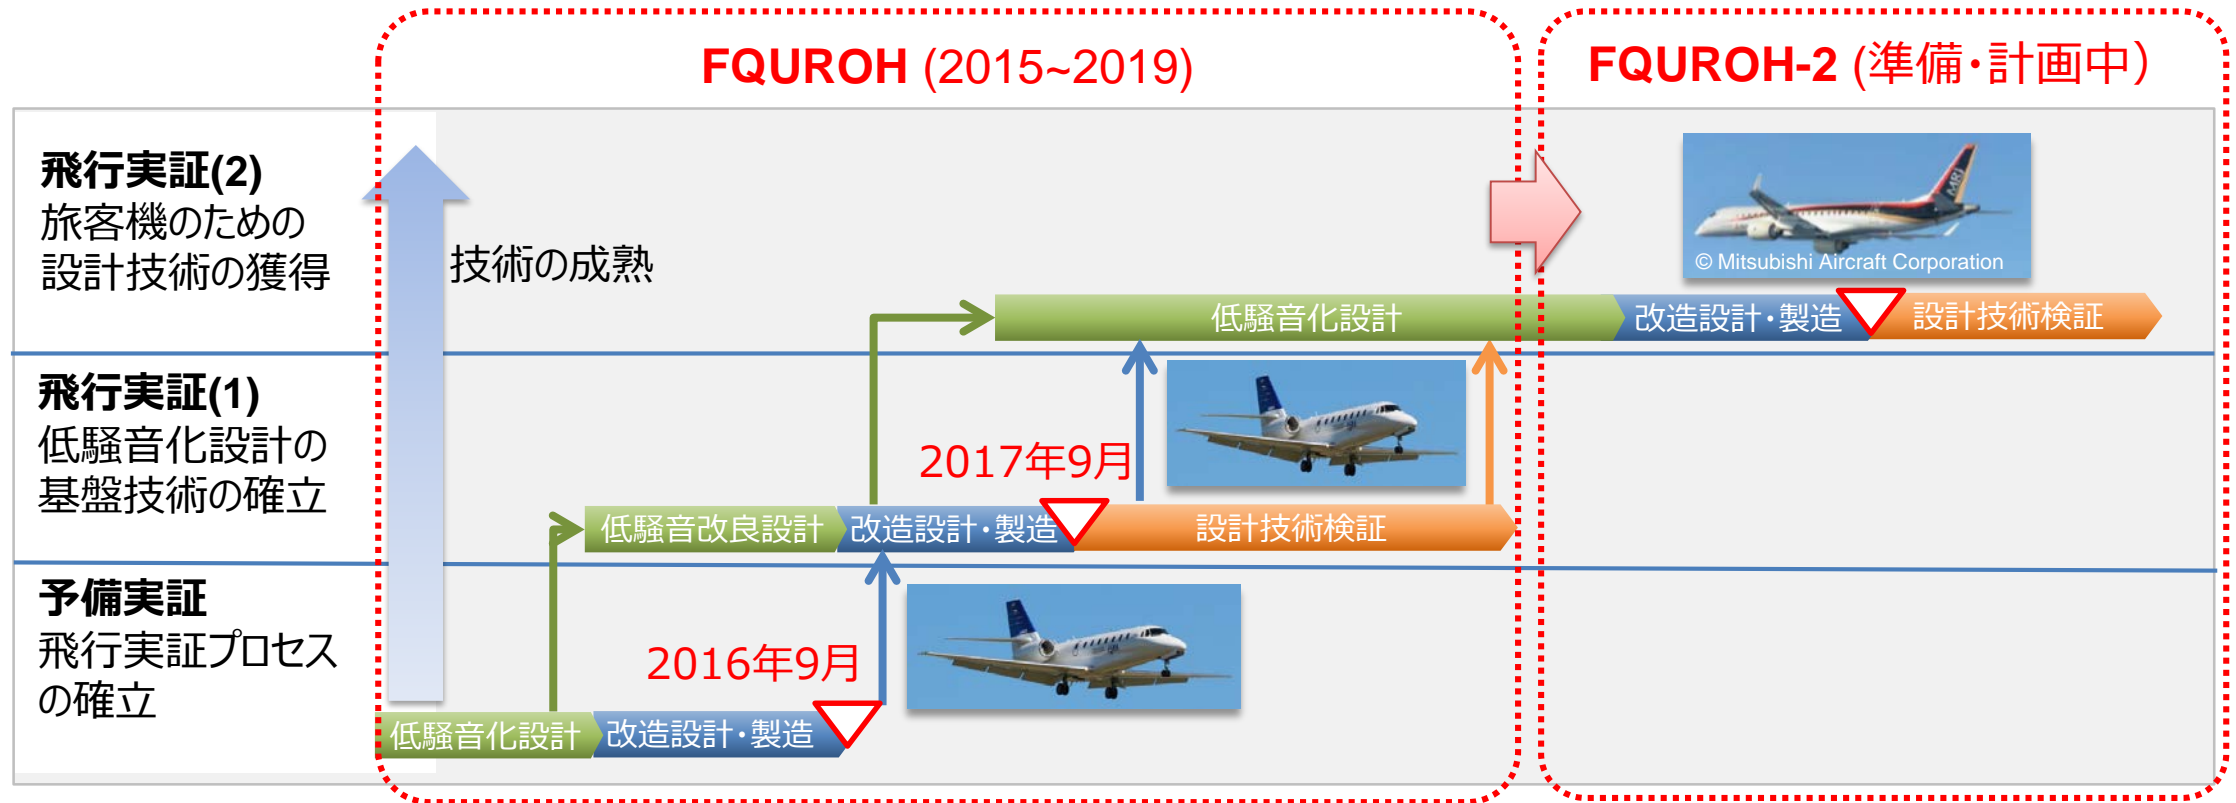 FQUROH (2015~2019)
FQUROH-2 (準備・計画中)
飛行実証(2)
旅客機のための
設計技術の獲得
技術の成熟
MRJ
© Mitsubishi Aircraft Corporation
低騒音化設計
改造設計・製造
設計技術検証
飛行実証(1)
低騒音化設計の
基盤技術の確立
2017年9月
低騒音改良設計
改造設計・製造
設計技術検証
予備実証
飛行実証プロセス
の確立
2016年9月
低騒音化設計
改造設計・製造